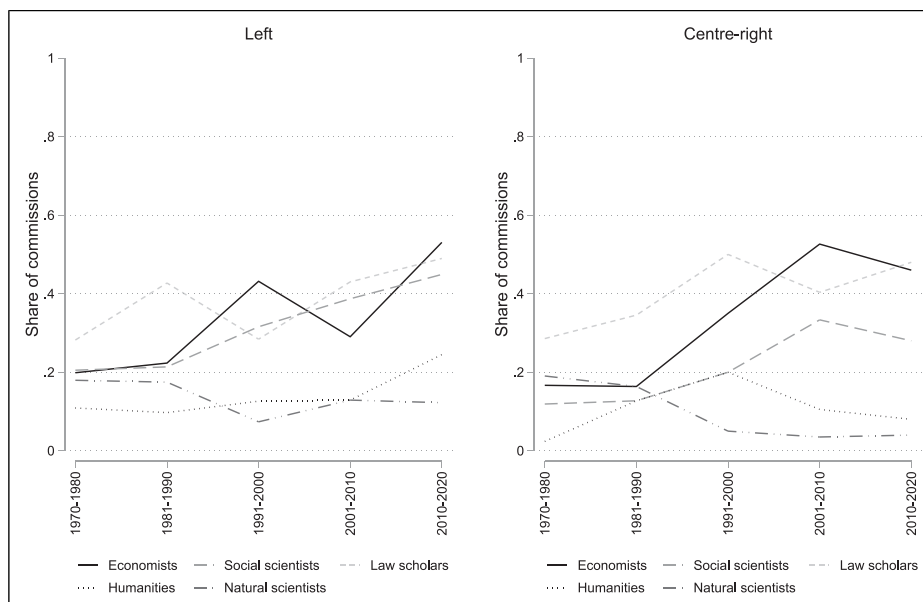 Left
Share of commissions
1
.8
.6
.4
.2
0
1970-1980
1981-1990
1991-2000
2001-2010
2010-2020
Economists Social scientists Law scholars
Humanities Natural scientists
Centre-right
Share of commissions
1
.8
.6
.4
.2
0
1970-1980
1981-1990
1991-2000
2001-2010
2010-2020
Economists Social scientists Law scholars
Humanities Natural scientists